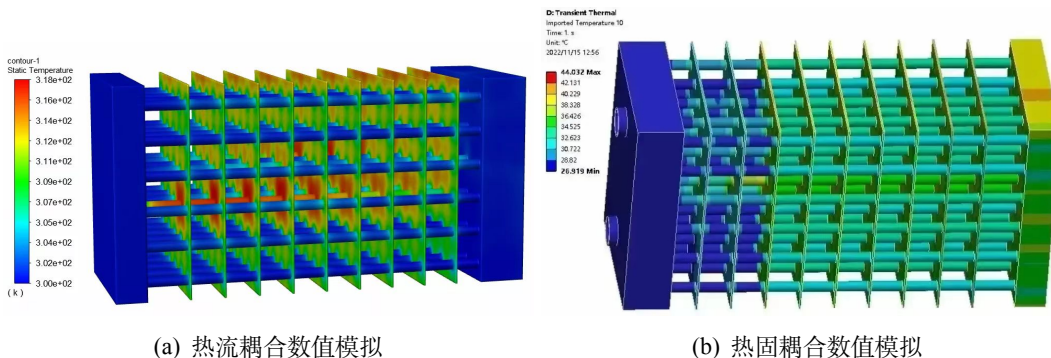 contour-1
Static Temperature
3.18e+02
3.16e+02
3.14e+02
3.12e+02
3.10e+02
3.09e+02
3.07e+02
3.05e+02
3.04e+02
3.02e+02
3.00e+02
(k)
(a) 热流耦合数值模拟
D: Transient Thermal
Imported Temperature 10
Time: 1. s
Unit: °C
2022/11/15 12:56
44.032 Max
42.131
40.229
38.328
36.426
34.525
32.623
30.722
28.82
26.919 Min
(b) 热固耦合数值模拟